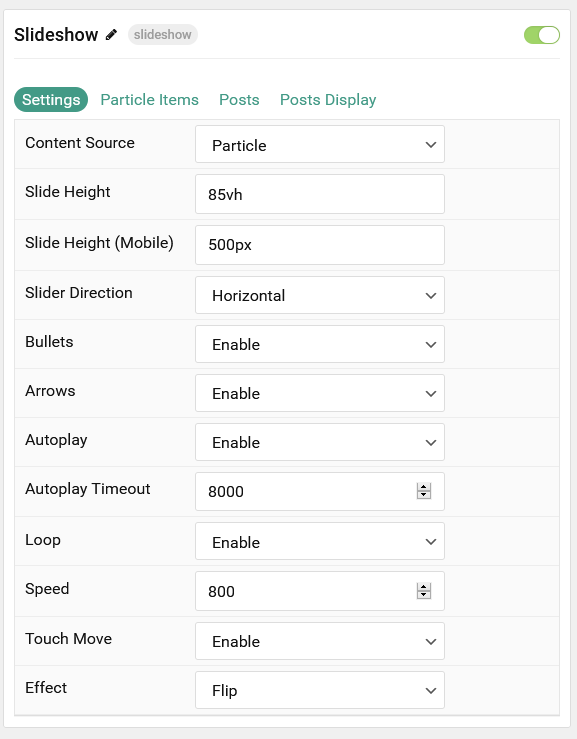 Slideshow slideshow
Settings Particle Items Posts Posts Display
Content Source Particle
Slide Height 85vh
Slide Height (Mobile) 500px
Slider Direction Horizontal
Bullets Enable
Arrows Enable
Autoplay Enable
Autoplay Timeout 8000
Loop Enable
Speed 800
Touch Move Enable
Effect Flip